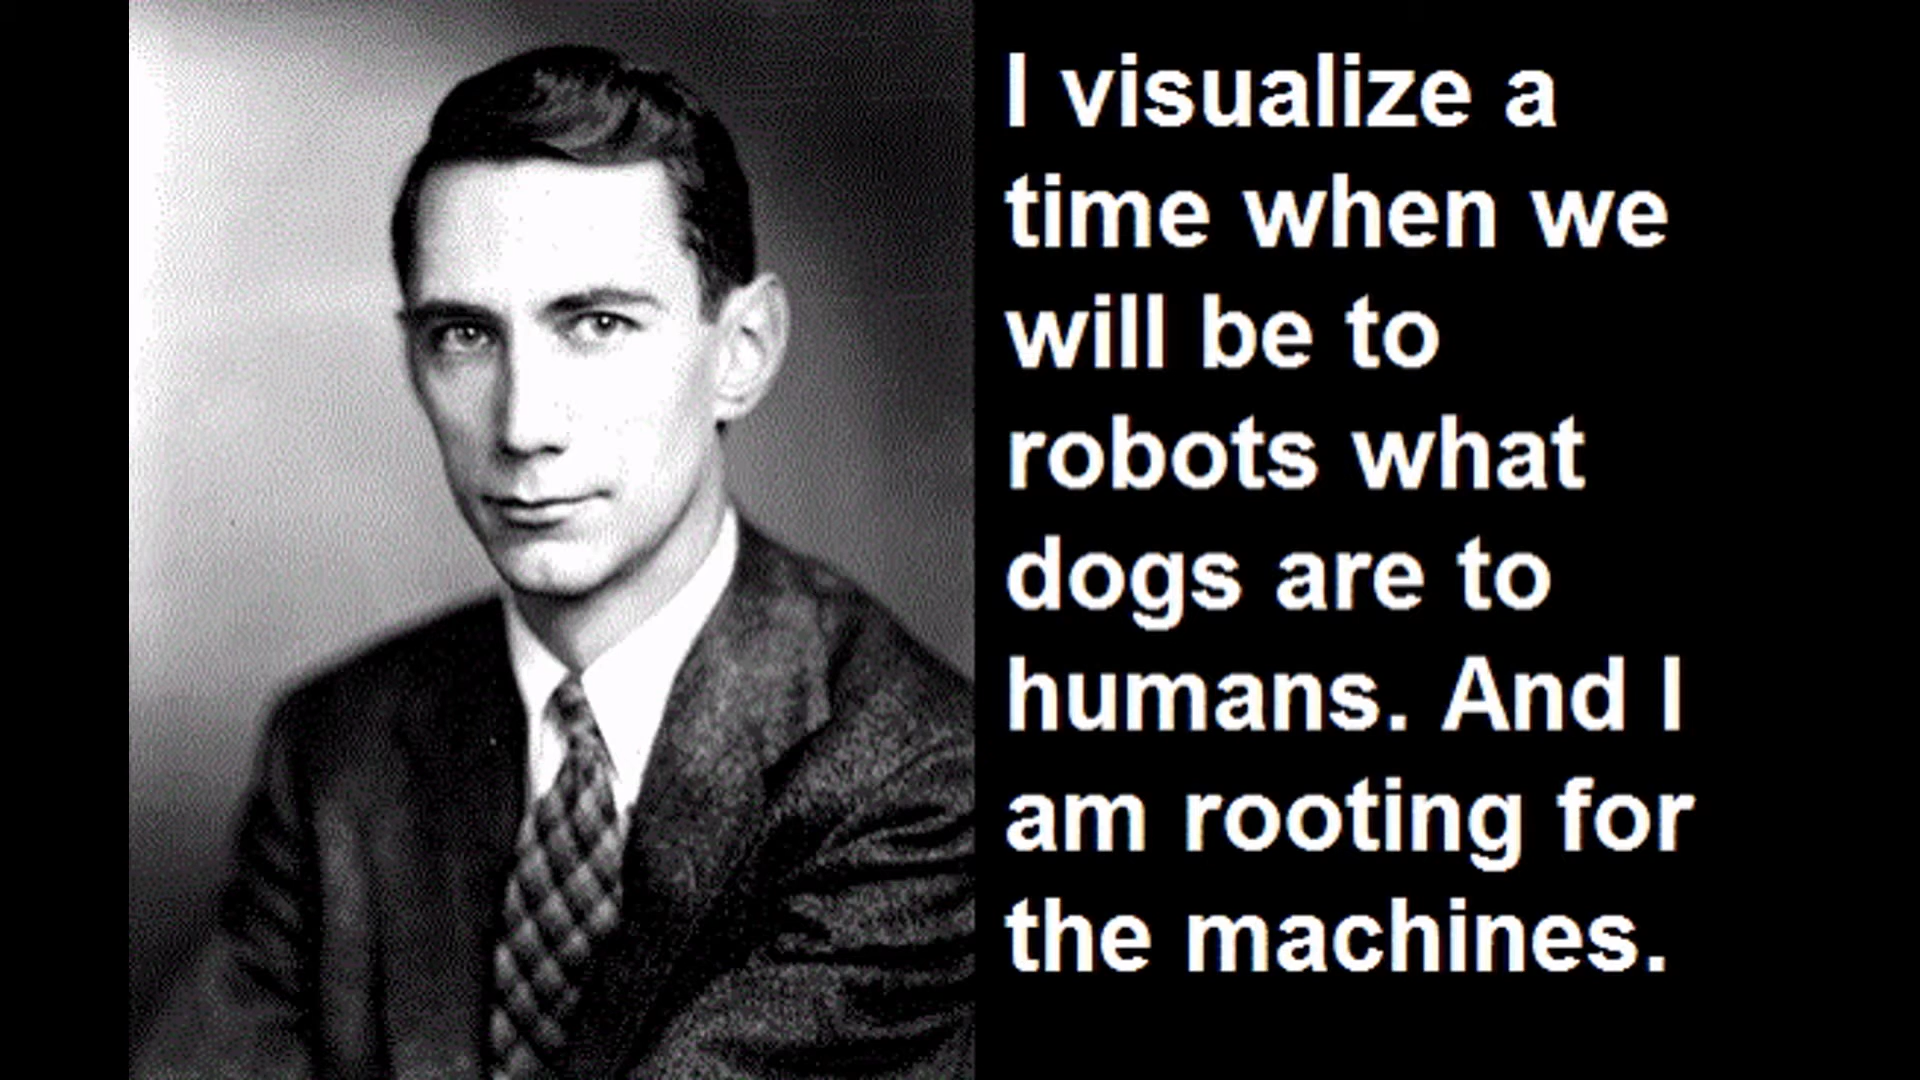 I visualize a
time when we
will be to
robots what
dogs are to
humans. And I
am rooting for
the machines.